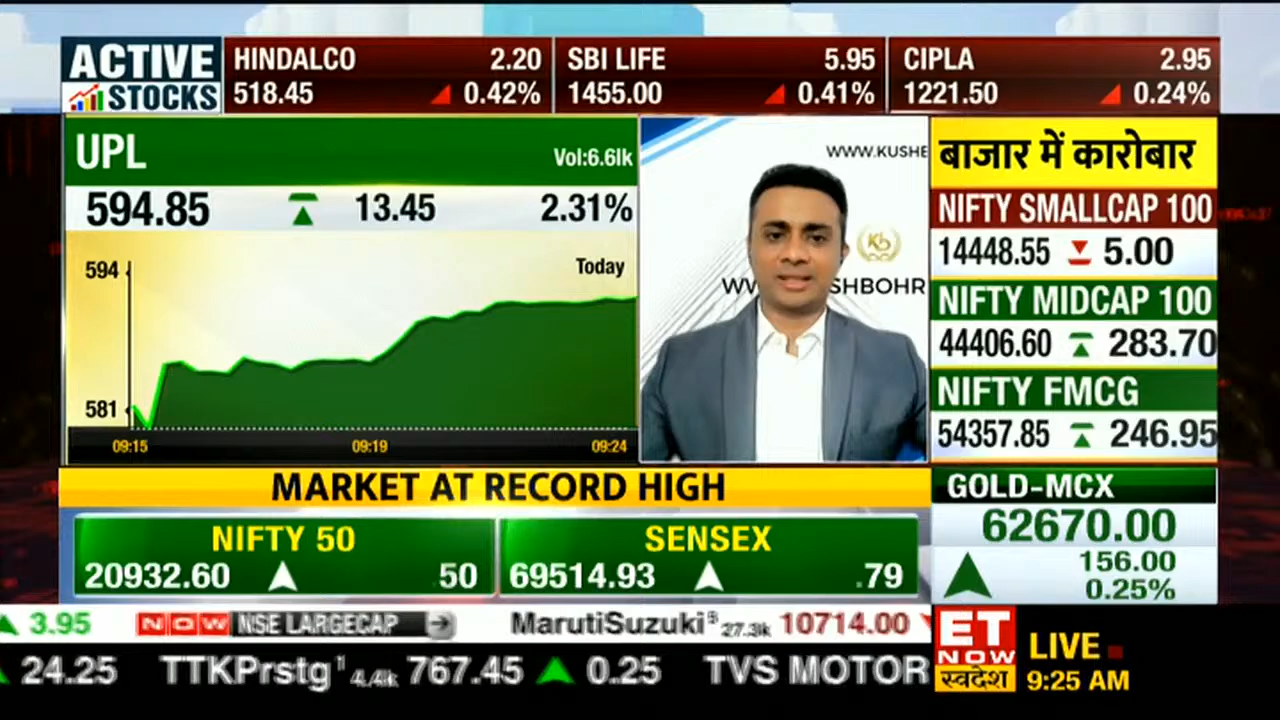 ACTIVE
STOCKS
HINDALCO 2.20
518.45 0.42%
SBI LIFE 5.95
1455.00 0.41%
CIPLA 2.95
1221.50 0.24%
UPL Vol:6.6lk
594.85 13.45 2.31%
594 Today
581
09:15 09:19 09:24
WWW.KUSHE
Kb
SHBOHR
बाजार में कारोबार
NIFTY SMALLCAP 100
14448.55 5.00
NIFTY MIDCAP 100
44406.60 283.70
NIFTY FMCG
54357.85 246.95
MARKET AT RECORD HIGH
NIFTY 50
20932.60 .50
SENSEX
69514.93 .79
GOLD-MCX
62670.00
156.00
0.25%
3.95 NOW NSE LARGECAP MarutiSuzuki 27.3k 10714.00
24.25 TTKPrstg 4.4k 767.45 0.25 TVS MOTOR
ET
NOW
स्वदेश
LIVE
9:25 AM